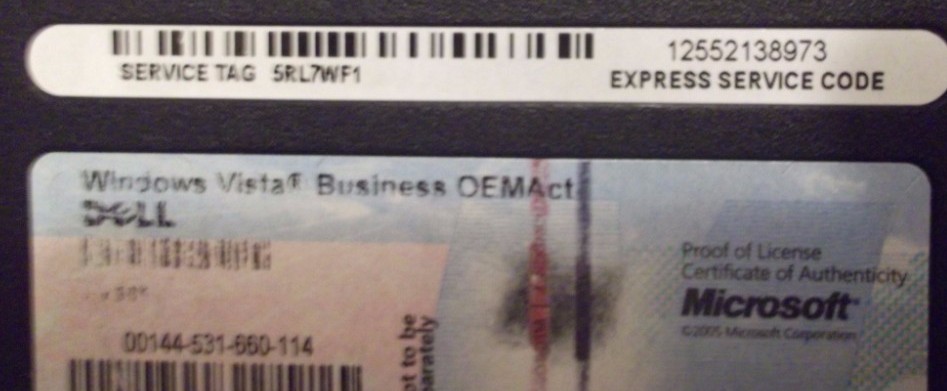 12552138973
SERVICE TAG 5RL7WF1
EXPRESS SERVICE CODE
Windows Vista® Business OEMAct
DELL
Proof of License
Certificate of Authenticity
Microsoft
©2005 Microsoft Corporation
00144-531-660-114